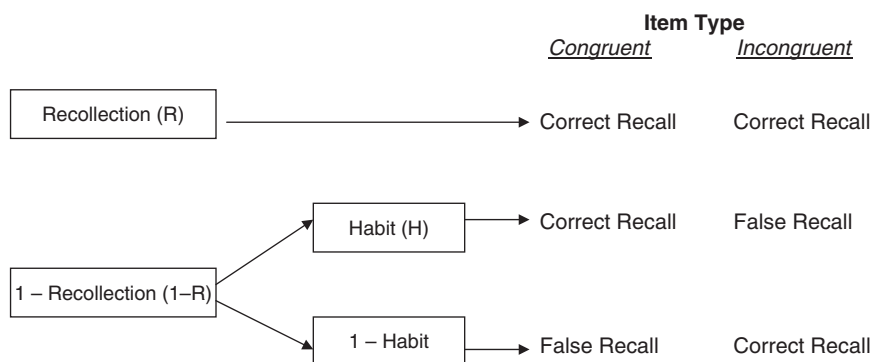 Item Type
Congruent Incongruent
Recollection (R) Correct Recall Correct Recall
Habit (H) Correct Recall False Recall
1 – Recollection (1–R)
1 – Habit False Recall Correct Recall